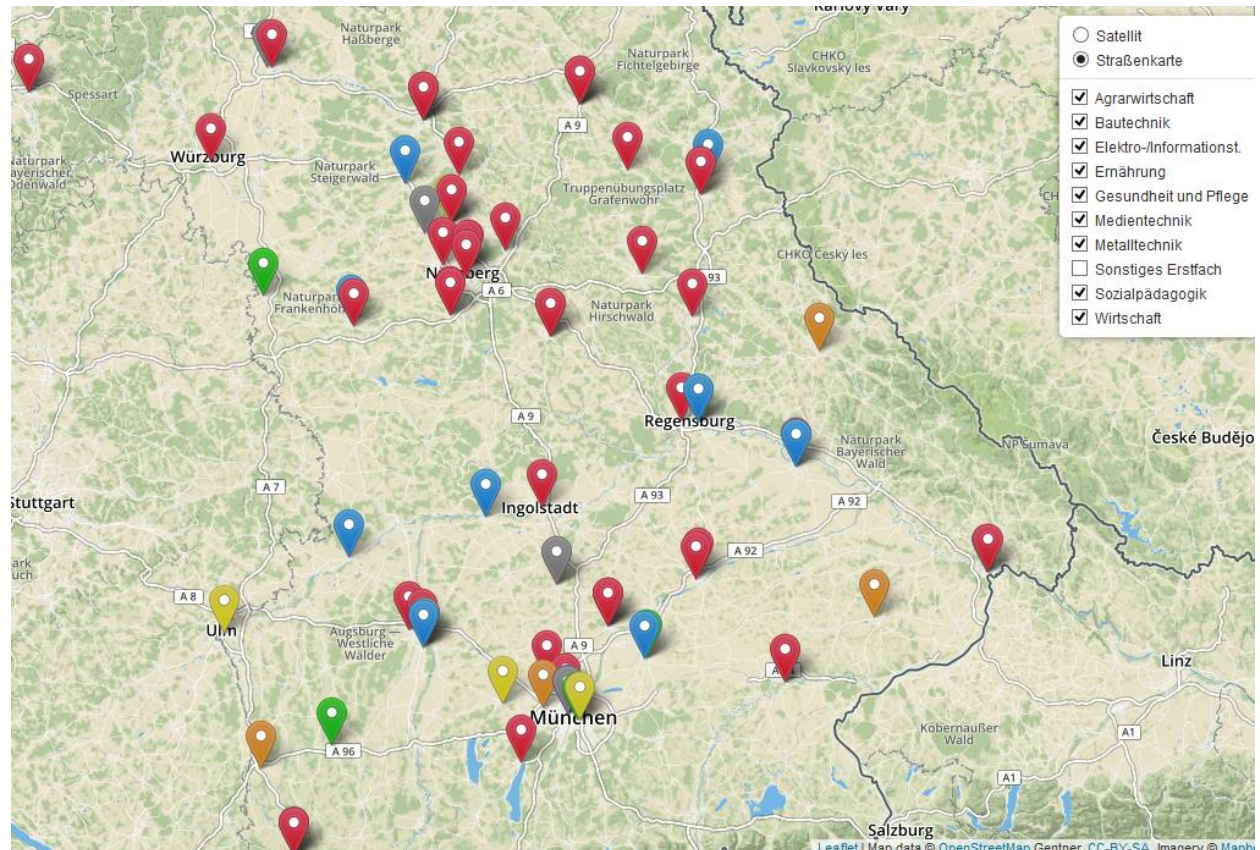 Karlovy Vary
Naturpark
Haßberge
Naturpark
Fichtelgebirge
CHKO
Slavkovský les
Spessart
A 9
Würzburg
Naturpark
Steigerwald
Truppenübungsplatz
Grafenwöhr
CHKO Český les
Naturpark
A 6
93
Naturpark
Hirschwald
A 9
Regensburg
Naturpark
Bayerischer
Wald
NP Šumava
České Budějo
A 7
Stuttgart
Ingolstadt
A 93
A 92
A 92
A 8
Ulm
Augsburg —
Westliche
Wälder
A 9
Linz
München
A 96
Kobernaußer
Wald
A1
A1
Salzburg
Satellit
Straßenkarte
Agrarwirtschaft
Bautechnik
Elektro-/Informationst.
Ernährung
Gesundheit und Pflege
Medientechnik
Metalltechnik
Sonstiges Erstfach
Sozialpädagogik
Wirtschaft
Leaflet | Map data © OpenStreetMap Gentner, CC-BY-SA, Imagery © Mapb